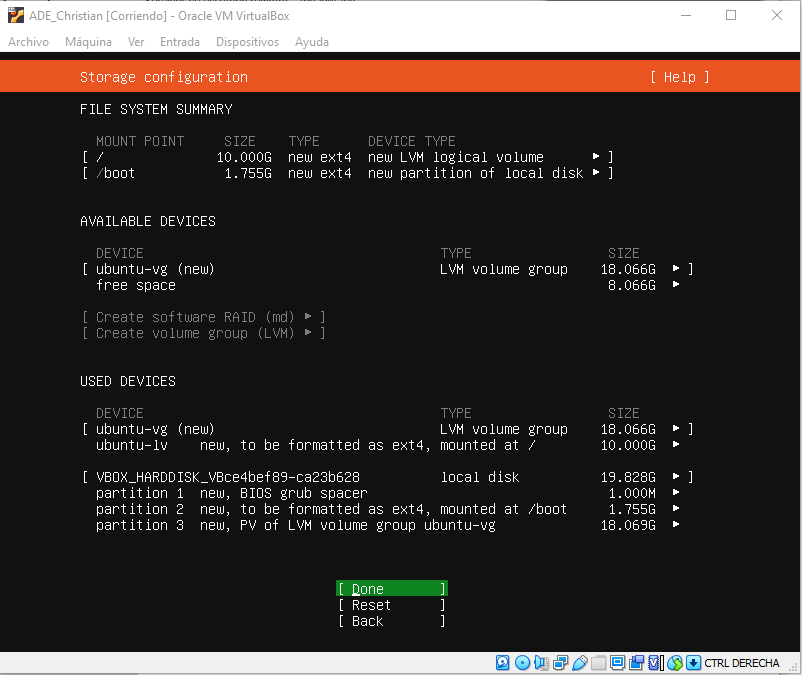 ADE_Christian [Corriendo] - Oracle VM VirtualBox
Archivo Máquina Ver Entrada Dispositivos Ayuda
Storage configuration [ Help ]
FILE SYSTEM SUMMARY
MOUNT POINT SIZE TYPE DEVICE TYPE
[ / 10.000G new ext4 new LVM logical volume ▸ ]
[ /boot 1.755G new ext4 new partition of local disk ▸ ]
AVAILABLE DEVICES
DEVICE TYPE SIZE
[ ubuntu-vg (new) LVM volume group 18.066G ▸ ]
free space 8.066G ▸
[ Create software RAID (md) ▸ ]
[ Create volume group (LVM) ▸ ]
USED DEVICES
DEVICE TYPE SIZE
[ ubuntu-vg (new) LVM volume group 18.066G ▸ ]
ubuntu-lv new, to be formatted as ext4, mounted at / 10.000G ▸
[ VBOX_HARDDISK_VBce4bef89-ca23b628 local disk 19.828G ▸ ]
partition 1 new, BIOS grub spacer 1.000M ▸
partition 2 new, to be formatted as ext4, mounted at /boot 1.755G ▸
partition 3 new, PV of LVM volume group ubuntu-vg 18.069G ▸
[ Done ]
[ Reset ]
[ Back ]
CTRL DERECHA